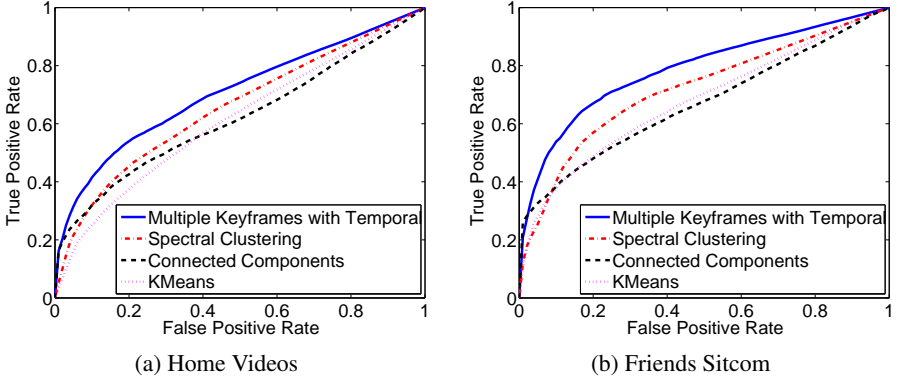 1
0.8
0.6
0.4
0.2
0
True Positive Rate
Multiple Keyframes with Temporal
Spectral Clustering
Connected Components
KMeans
0 0.2 0.4 0.6 0.8 1
False Positive Rate
(a) Home Videos
1
0.8
0.6
0.4
0.2
0
True Positive Rate
Multiple Keyframes with Temporal
Spectral Clustering
Connected Components
KMeans
0 0.2 0.4 0.6 0.8 1
False Positive Rate
(b) Friends Sitcom